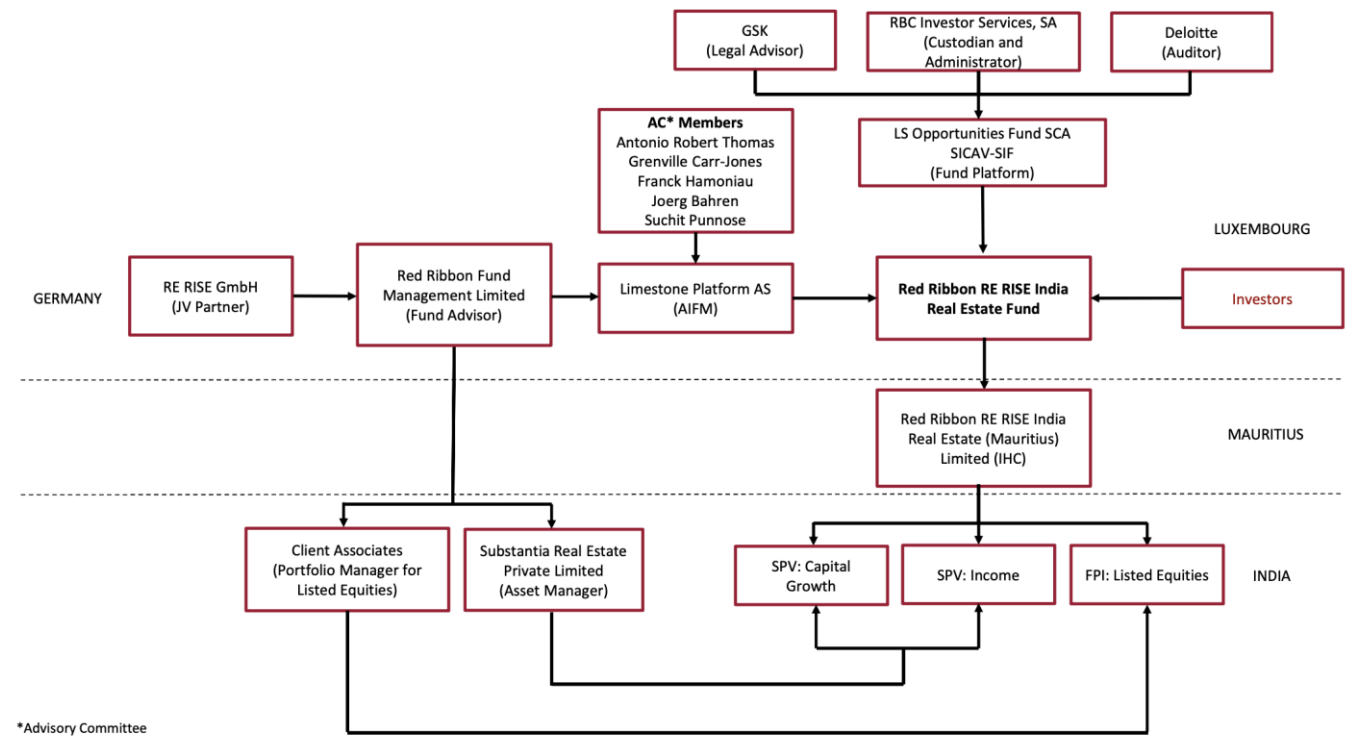 GSK
(Legal Advisor)
RBC Investor Services, SA
(Custodian and
Administrator)
Deloitte
(Auditor)
AC* Members
Antonio Robert Thomas
Grenville Carr-Jones
Franck Hamoniau
Joerg Bahren
Suchit Punnose
LS Opportunities Fund SCA
SICAV-SIF
(Fund Platform)
LUXEMBOURG
GERMANY
RE RISE GmbH
(JV Partner)
Red Ribbon Fund
Management Limited
(Fund Advisor)
Limestone Platform AS
(AIFM)
Red Ribbon RE RISE India
Real Estate Fund
Investors
Red Ribbon RE RISE India
Real Estate (Mauritius)
Limited (IHC)
MAURITIUS
Client Associates
(Portfolio Manager for
Listed Equities)
Substantia Real Estate
Private Limited
(Asset Manager)
SPV: Capital
Growth
SPV: Income
FPI: Listed Equities
INDIA
*Advisory Committee